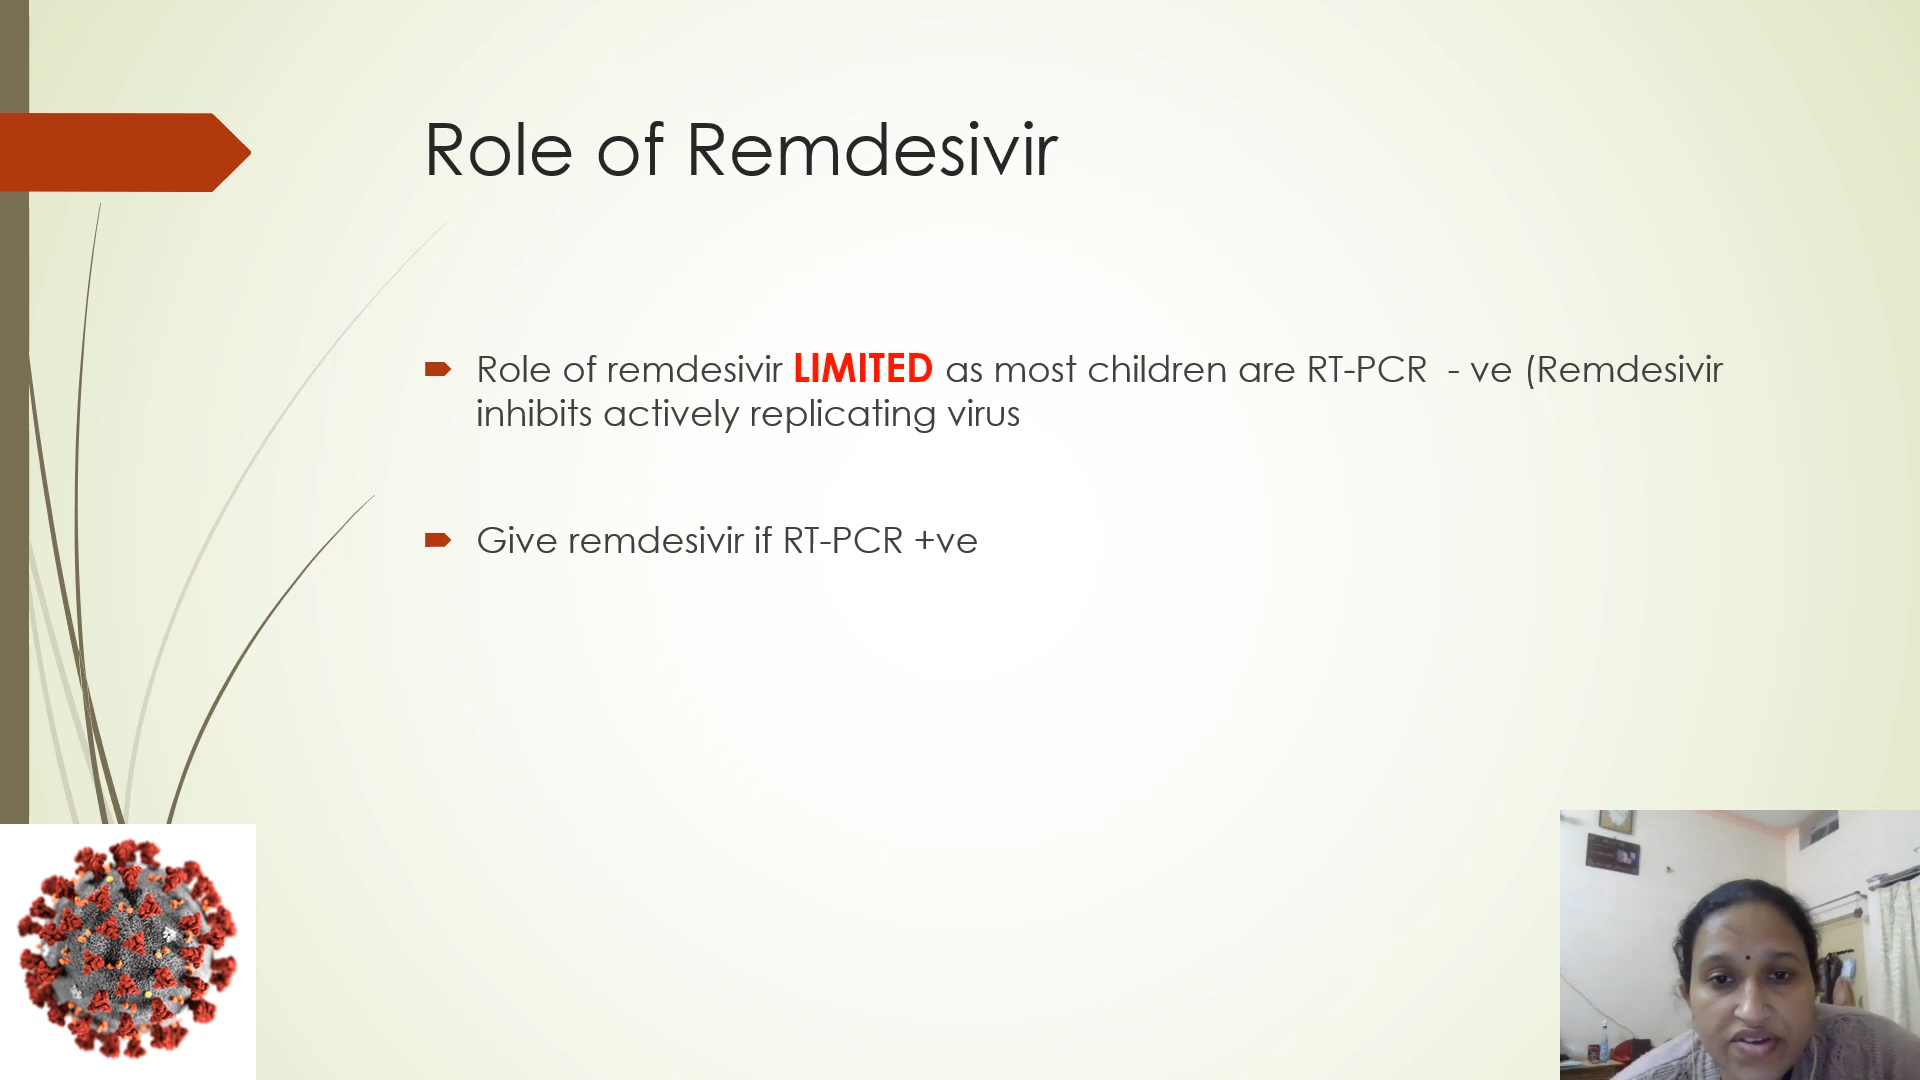 Role of Remdesivir
Role of remdesivir LIMITED as most children are RT-PCR  - ve (Remdesivir
inhibits actively replicating virus
Give remdesivir if RT-PCR +ve